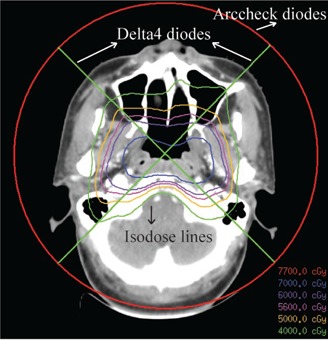 Arccheck diodes
Delta4 diodes
Isodose lines
7700.0 cGy
7000.0 cGy
6000.0 cGy
5600.0 cGy
5000.0 cGy
4000.0 cGy